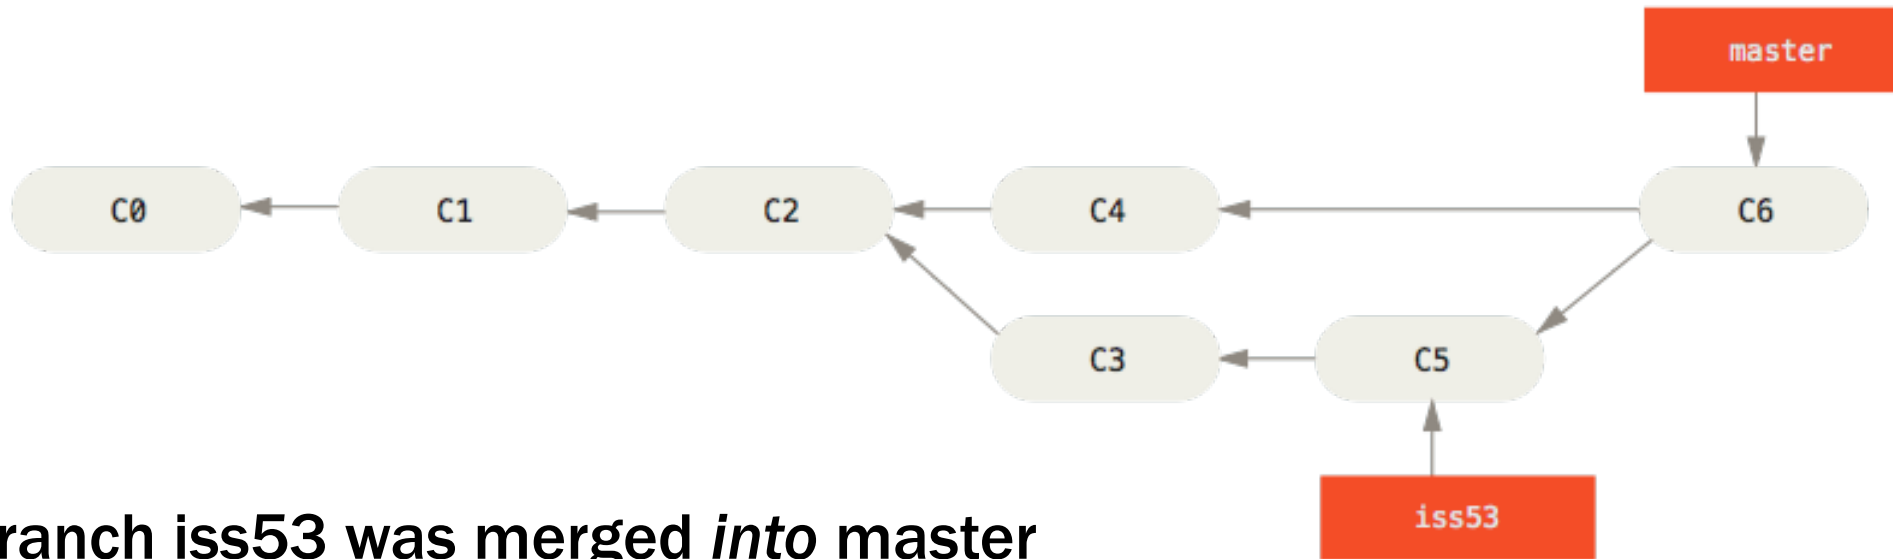 master
C0 C1 C2 C4 C6
C3 C5
iss53
ranch iss53 was merged into master